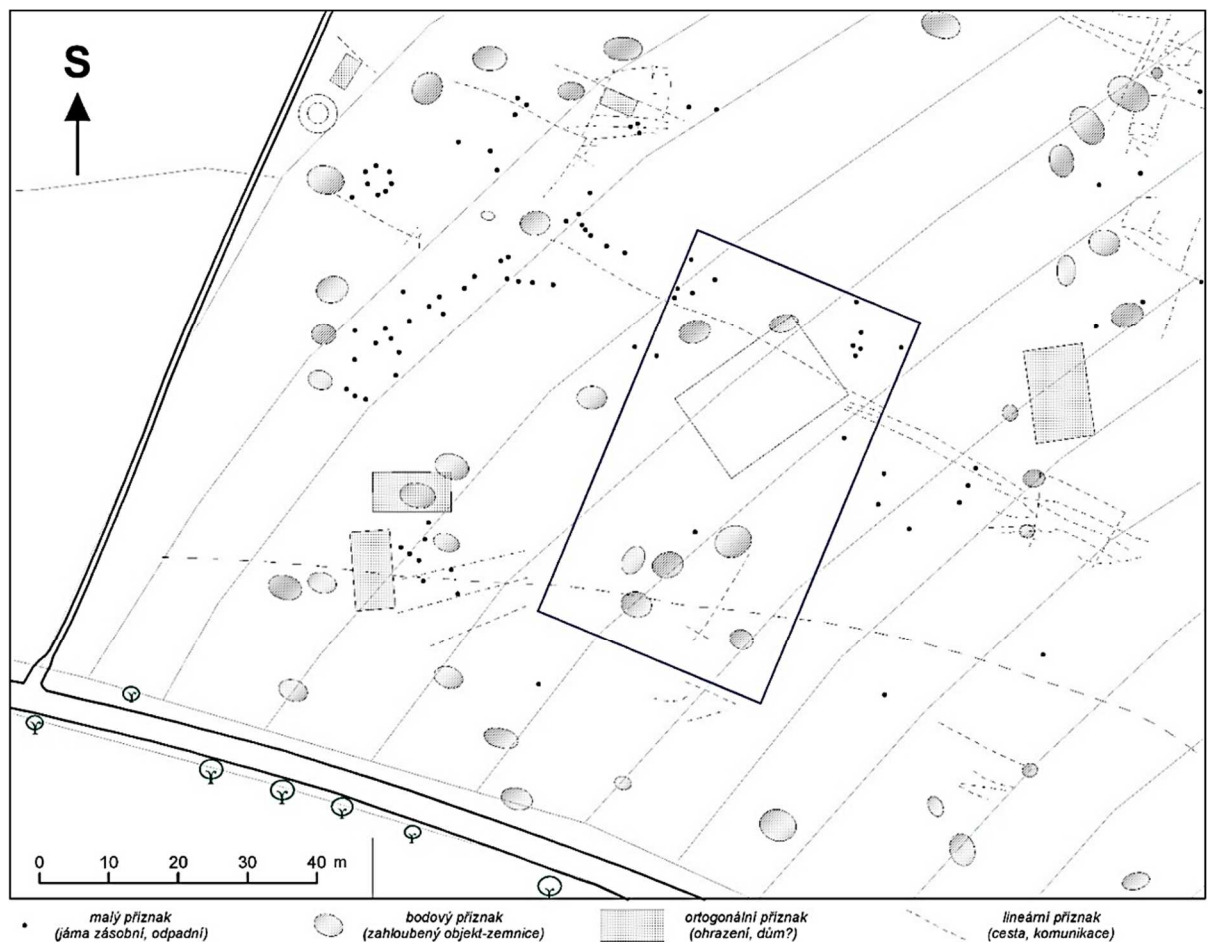 S
0 10 20 30 40 m
malý příznak
(jáma zásobní, odpadní)
bodový příznak
(zahloubený objekt-zemnice)
ortogonální příznak
(ohrazení, dům?)
lineární příznak
(cesta, komunikace)